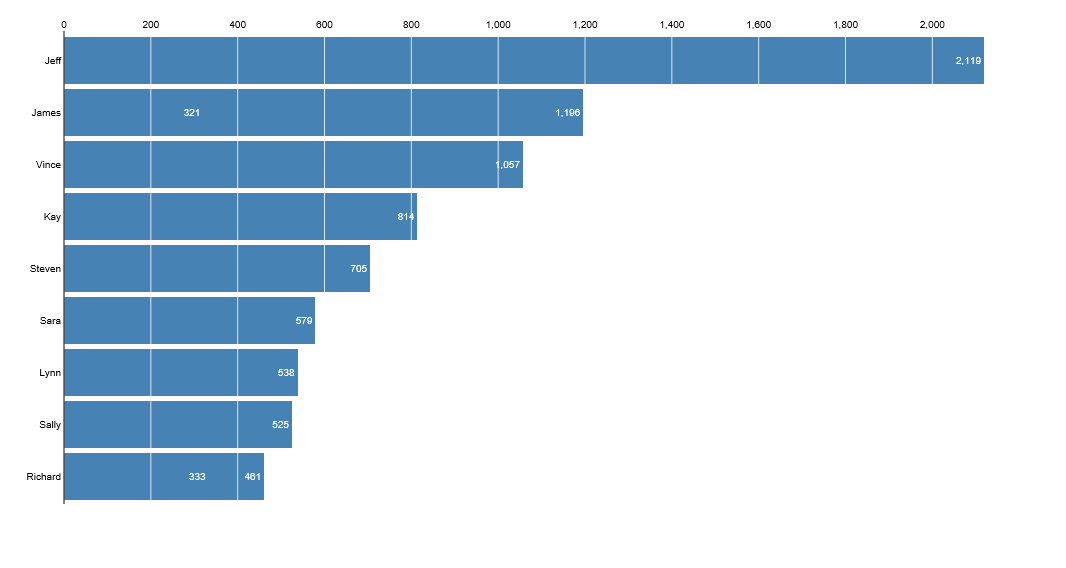 0 200 400 600 800 1,000 1,200 1,400 1,600 1,800 2,000
Jeff 2,119
James 321 1,196
Vince 1,057
Kay 814
Steven 705
Sara 579
Lynn 538
Sally 525
Richard 333 461